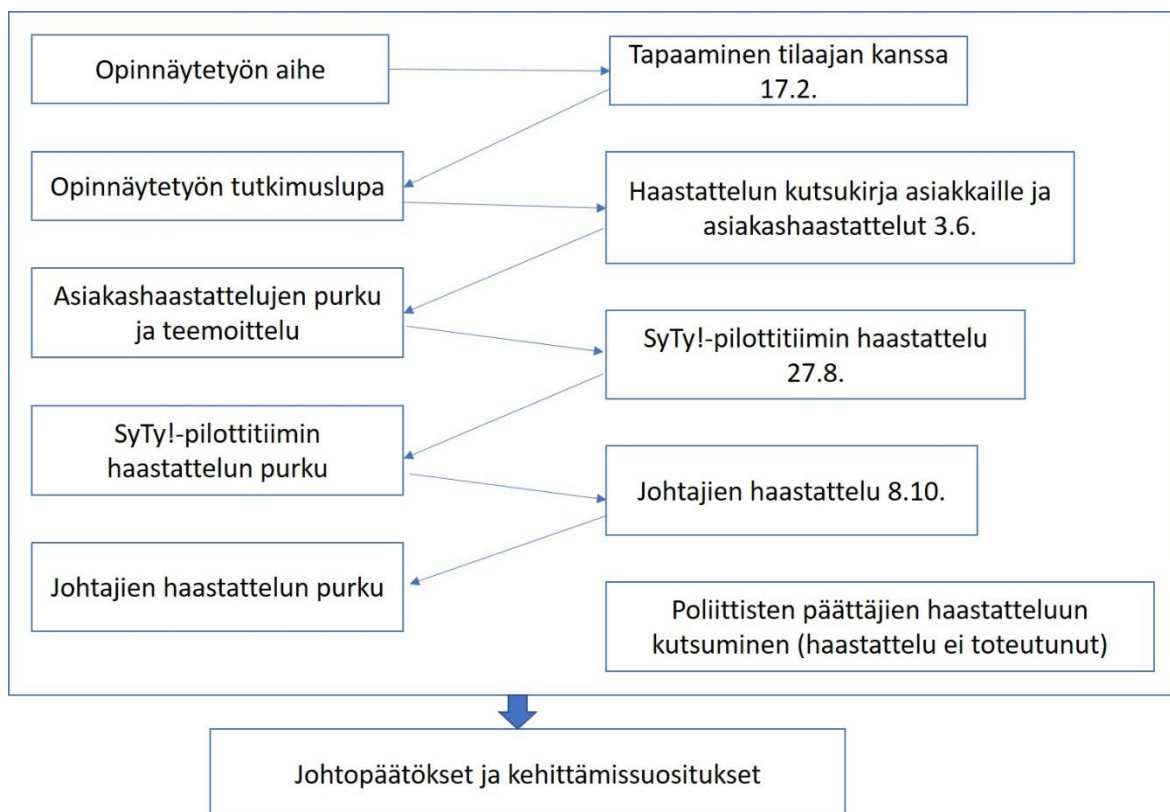 Opinnäytetyön aihe
Tapaaminen tilaajan kanssa
17.2.
Opinnäytetyön tutkimuslupa
Haastattelun kutsukirja asiakkaille ja
asiakashaastattelut 3.6.
Asiakashaastattelujen purku
ja teemoittelu
SyTy!-pilottitiimin haastattelu
27.8.
SyTy!-pilottitiimin
haastattelun purku
Johtajien haastattelu 8.10.
Johtajien haastattelun purku
Poliittisten päättäjien haastatteluun
kutsuminen (haastattelu ei toteutunut)
Johtopäätökset ja kehittämissuositukset